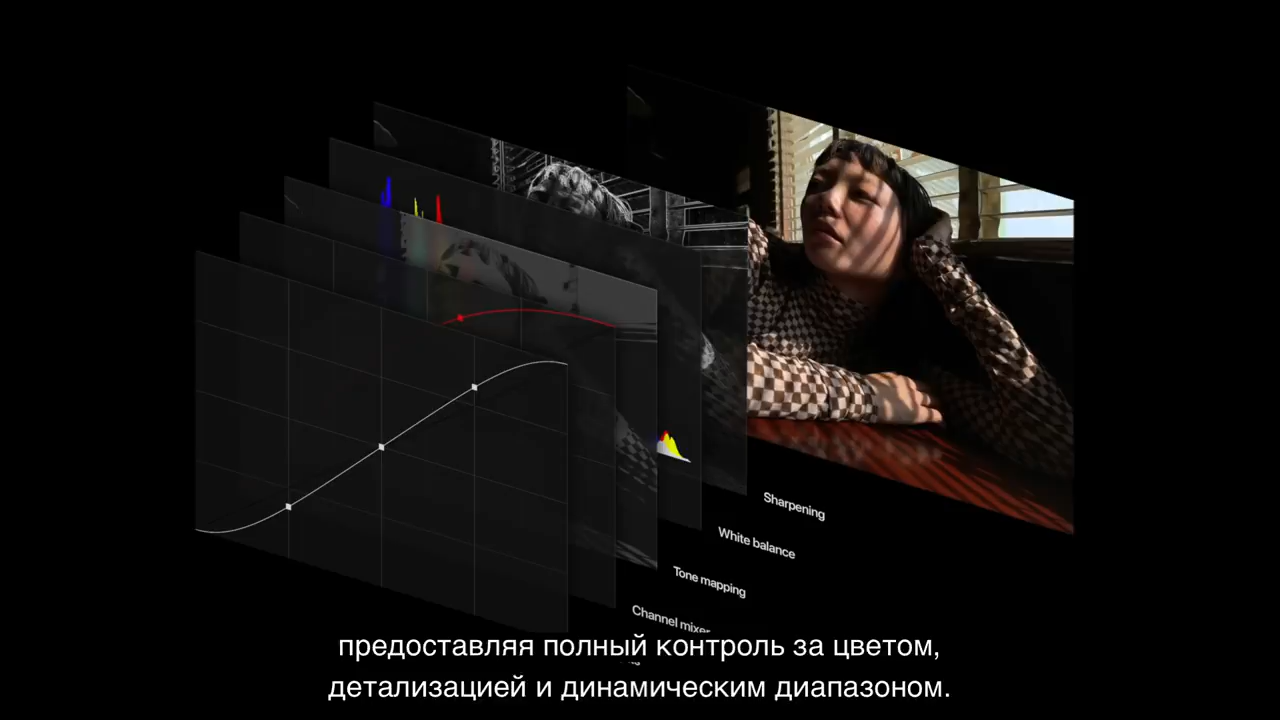 Sharpening
White balance
Tone mapping
Channel mixer
предоставляя полный контроль за цветом,
детализацией и динамическим диапазоном.